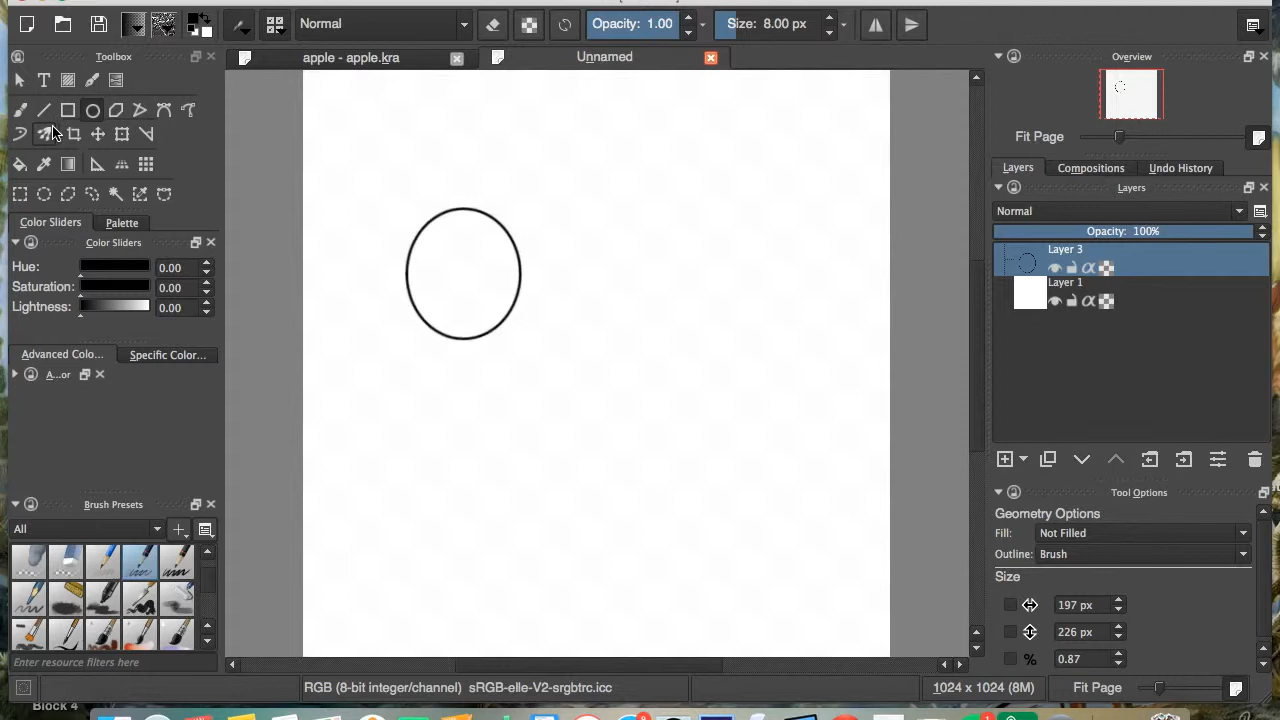 Normal
Opacity: 1.00
Size: 8.00 px
Toolbox
apple - apple.kra
Unnamed
Overview
Fit Page
Layers
Compositions
Undo History
Layers
Normal
Color Sliders
Palette
Color Sliders
Opacity: 100%
Hue:
0.00
Layer 3
Saturation:
0.00
Layer 1
Lightness:
0.00
Advanced Colo...
Specific Color...
A...or
Tool Options
Brush Presets
Geometry Options
All
Fill:
Not Filled
Outline:
Brush
Size
197 px
226 px
Enter resource filters here
%
0.87
RGB (8-bit integer/channel) sRGB-elle-V2-srgbtrc.icc
1024 x 1024 (8M)
Fit Page
Block 4